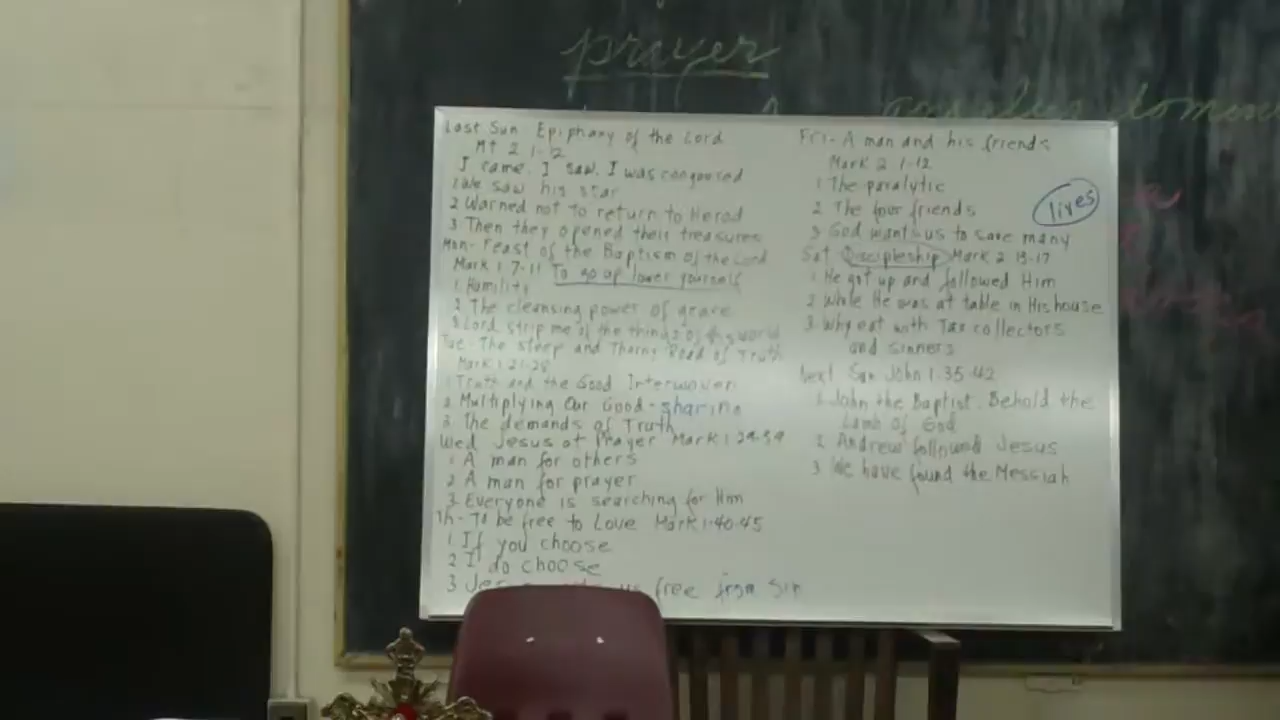 prayer
Last Sun Epiphany of the Lord
Mt 2 1-12
I came, I saw, I was conquered
1 We saw his star
2 Warned not to return to Herod
3 Then they opened their treasures
Mon- Feast of the Baptism of the Lord
Mark 1 7-11 To go up lower yourself
1. Humility
2 The cleansing power of grace
3 Lord strip me of the things of this world
Tue- The steep and Thorny Road of Truth
Mark 1.21-28
1 Truth and the Good Interwoven
2 Multiplying Our Good - sharing
3 The demands of Truth
Wed Jesus at Prayer Mark 1.29-39
1 A man for others
2 A man for prayer
3 Everyone is searching for Him
Th- To be free to Love Mark 1.40-45
1 If you choose
2 I do choose
3 us free from Sin
Fri- A man and his friends
Mark 2 1-12
1 The paralytic
2 The four friends
lives
3 God wants us to save many
Sat Discipleship Mark 2 13-17
1 He got up and followed Him
2 While He was at table in His house
3 Why eat with Tax collectors
and sinners
Next Sun John 1.35-42
1 John the Baptist. Behold the
Lamb of God
2 Andrew followed Jesus
3 We have found the Messiah